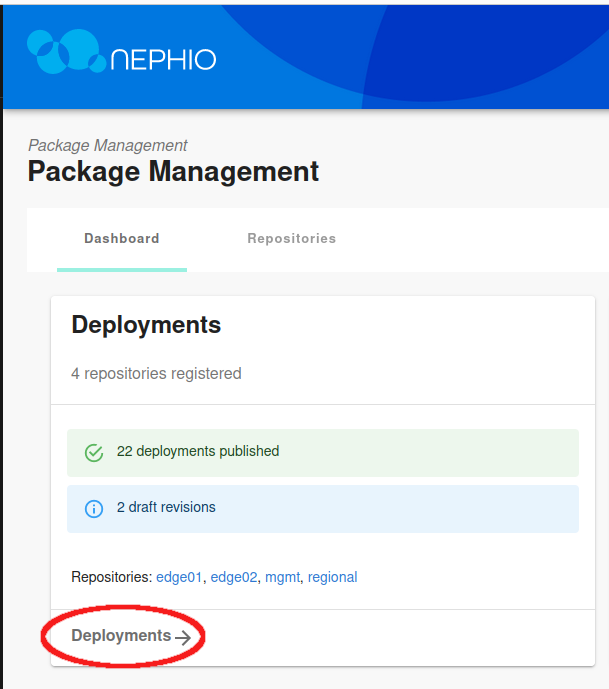 NEPHIO
Package Management
Package Management
Dashboard Repositories
Deployments
4 repositories registered
22 deployments published
2 draft revisions
Repositories: edge01, edge02, mgmt, regional
Deployments